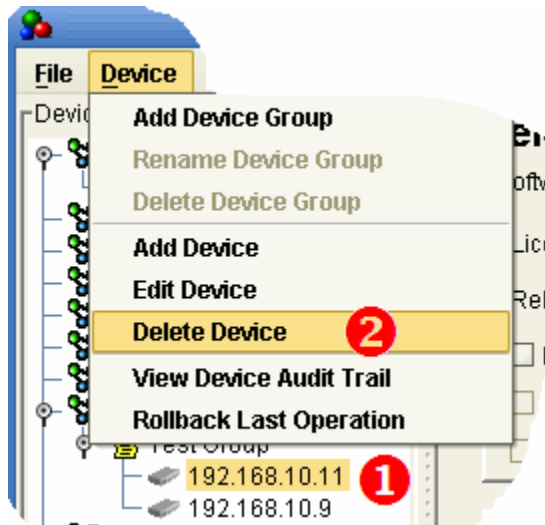 File Device
Devic
Add Device Group
Rename Device Group
Delete Device Group
Add Device
Edit Device
Delete Device 2
View Device Audit Trail
Rollback Last Operation
Test Group
192.168.10.11 1
192.168.10.9